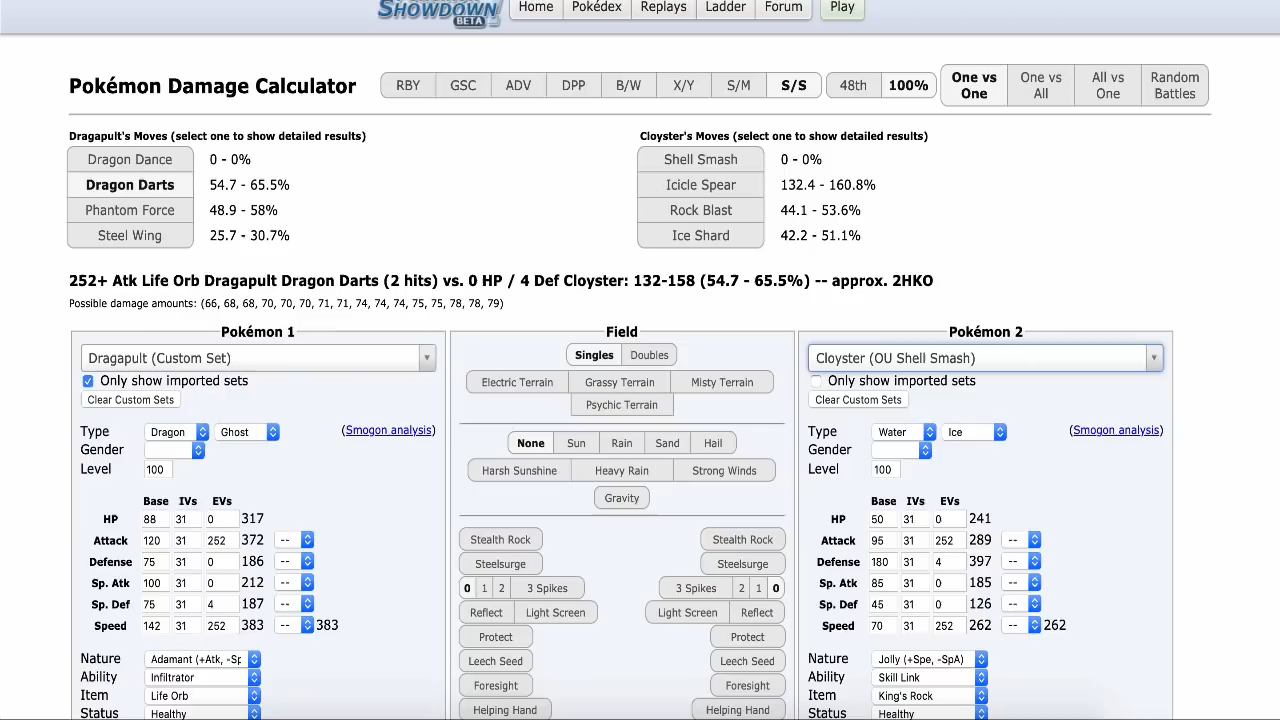 SHOWDOWN
BETA
Home Pokédex Replays Ladder Forum Play
Pokémon Damage Calculator
RBY GSC ADV DPP B/W X/Y S/M S/S 48th 100%
One vs One One vs All All vs One Random Battles
Dragapult's Moves (select one to show detailed results)
Dragon Dance 0 - 0%
Dragon Darts 54.7 - 65.5%
Phantom Force 48.9 - 58%
Steel Wing 25.7 - 30.7%
Cloyster's Moves (select one to show detailed results)
Shell Smash 0 - 0%
Icicle Spear 132.4 - 160.8%
Rock Blast 44.1 - 53.6%
Ice Shard 42.2 - 51.1%
252+ Atk Life Orb Dragapult Dragon Darts (2 hits) vs. 0 HP / 4 Def Cloyster: 132-158 (54.7 - 65.5%) -- approx. 2HKO
Possible damage amounts: (66, 68, 68, 70, 70, 70, 71, 71, 74, 74, 74, 75, 75, 78, 78, 79)
Pokémon 1
Dragapult (Custom Set)
Only show imported sets
Clear Custom Sets
Type Dragon Ghost (Smogon analysis)
Gender
Level 100
Base IVs EVs
HP 88 31 0 317
Attack 120 31 252 372 --
Defense 75 31 0 186 --
Sp. Atk 100 31 0 212 --
Sp. Def 75 31 4 187 --
Speed 142 31 252 383 -- 383
Nature Adamant (+Atk, -Sp
Ability Infiltrator
Item Life Orb
Status Healthy
Field
Singles Doubles
Electric Terrain Grassy Terrain Misty Terrain
Psychic Terrain
None Sun Rain Sand Hail
Harsh Sunshine Heavy Rain Strong Winds
Gravity
Stealth Rock Stealth Rock
Steelsurge Steelsurge
0 1 2 3 Spikes 3 Spikes 2 1 0
Reflect Light Screen Light Screen Reflect
Protect Protect
Leech Seed Leech Seed
Foresight Foresight
Helping Hand Helping Hand
Pokémon 2
Cloyster (OU Shell Smash)
Only show imported sets
Clear Custom Sets
Type Water Ice (Smogon analysis)
Gender
Level 100
Base IVs EVs
HP 50 31 0 241
Attack 95 31 252 289 --
Defense 180 31 4 397 --
Sp. Atk 85 31 0 185 --
Sp. Def 45 31 0 126 --
Speed 70 31 252 262 -- 262
Nature Jolly (+Spe, -SpA)
Ability Skill Link
Item King's Rock
Status Healthy